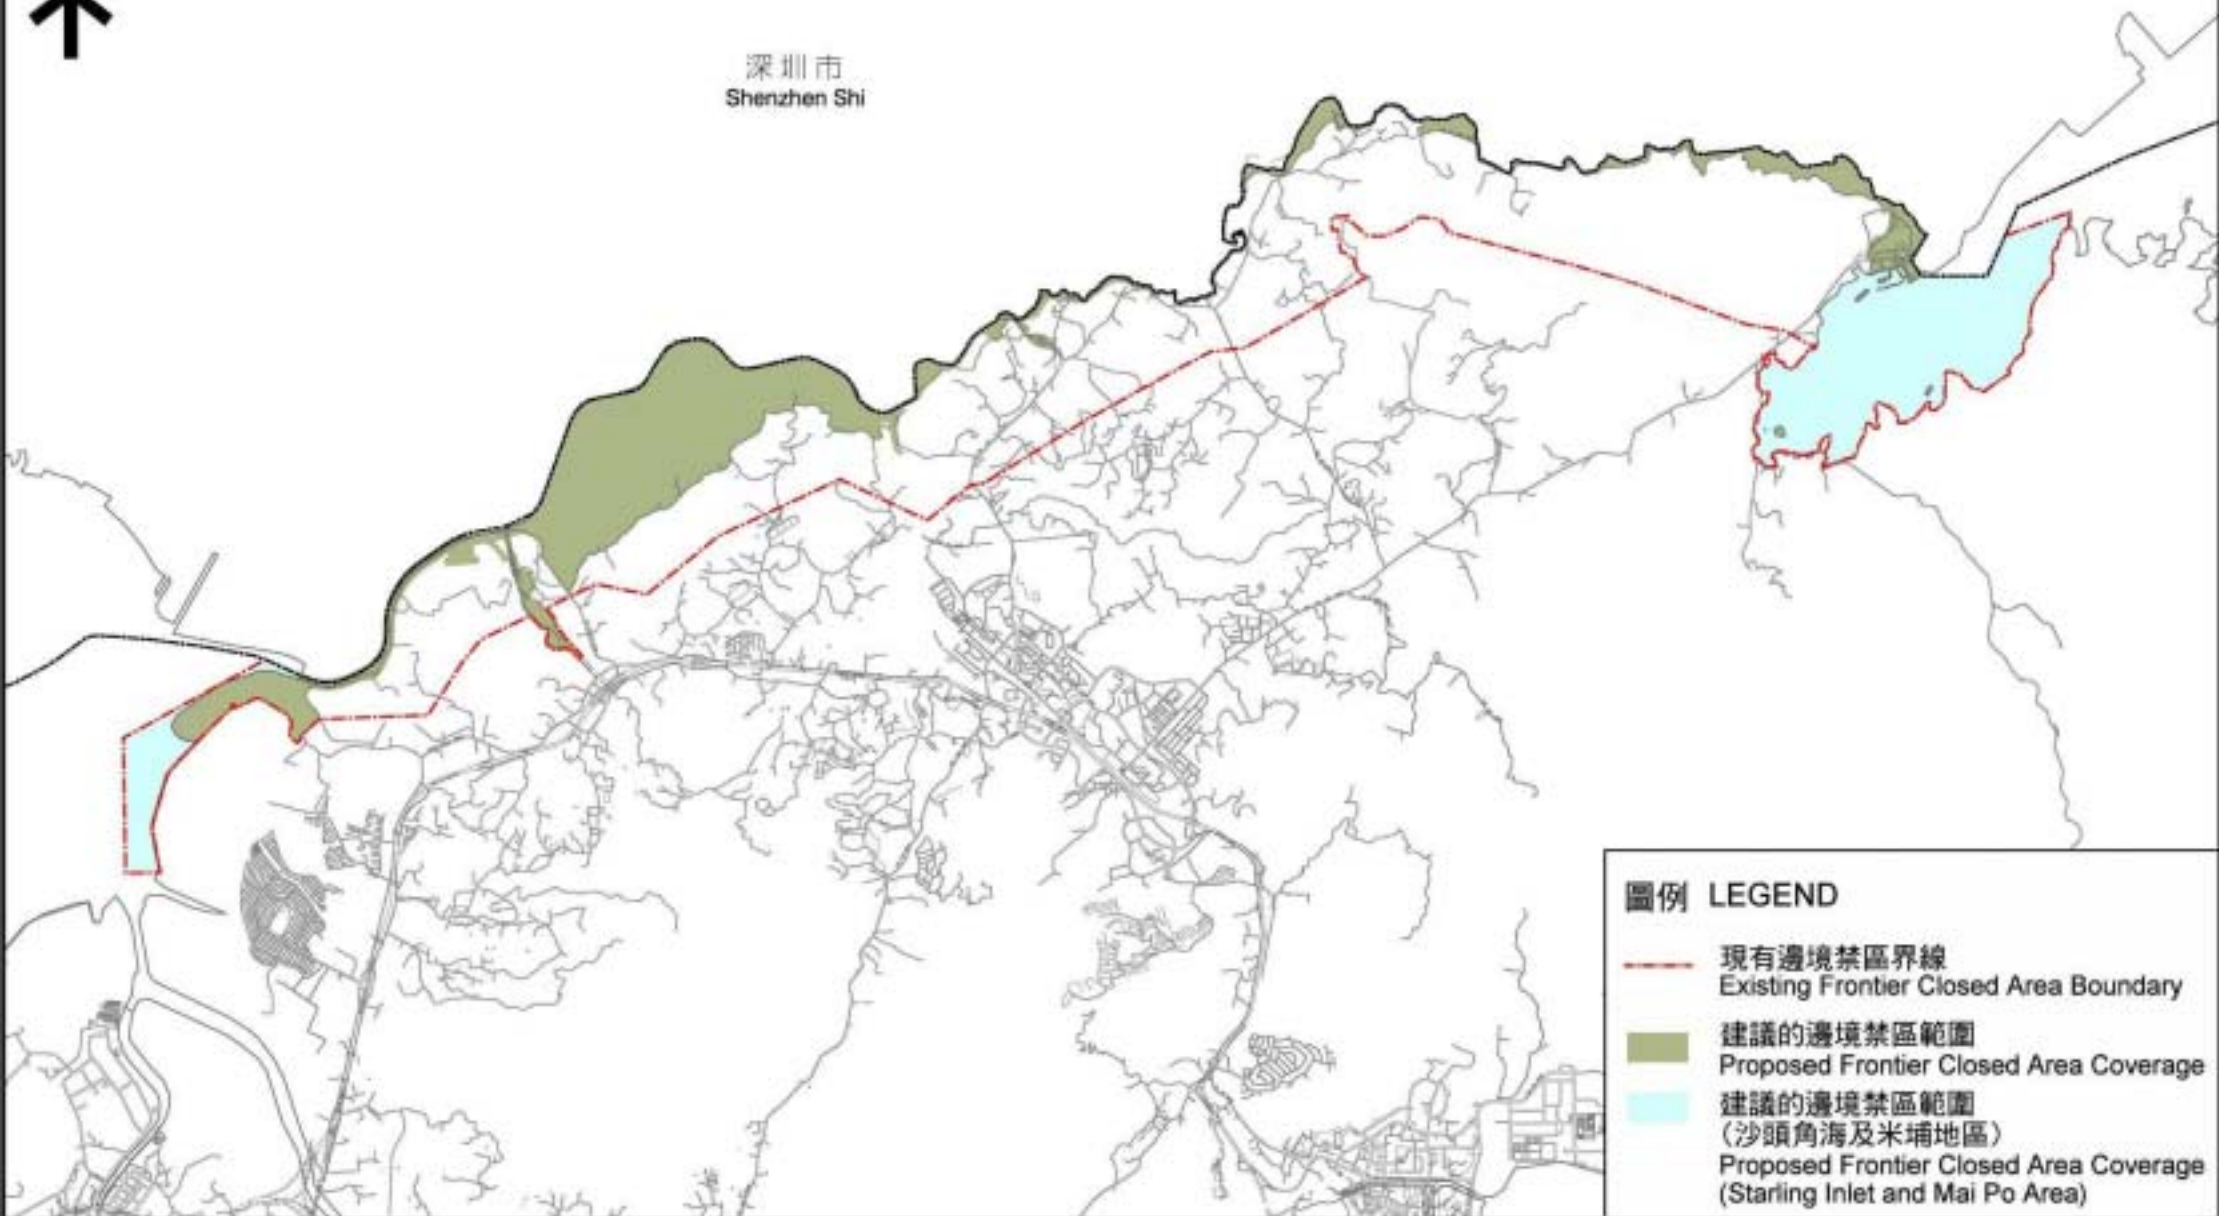 深圳市
Shenzhen Shi
圖例 LEGEND
現有邊境禁區界線
Existing Frontier Closed Area Boundary
建議的邊境禁區範圍
Proposed Frontier Closed Area Coverage
建議的邊境禁區範圍
（沙頭角海及米埔地區）
Proposed Frontier Closed Area Coverage
(Starling Inlet and Mai Po Area)